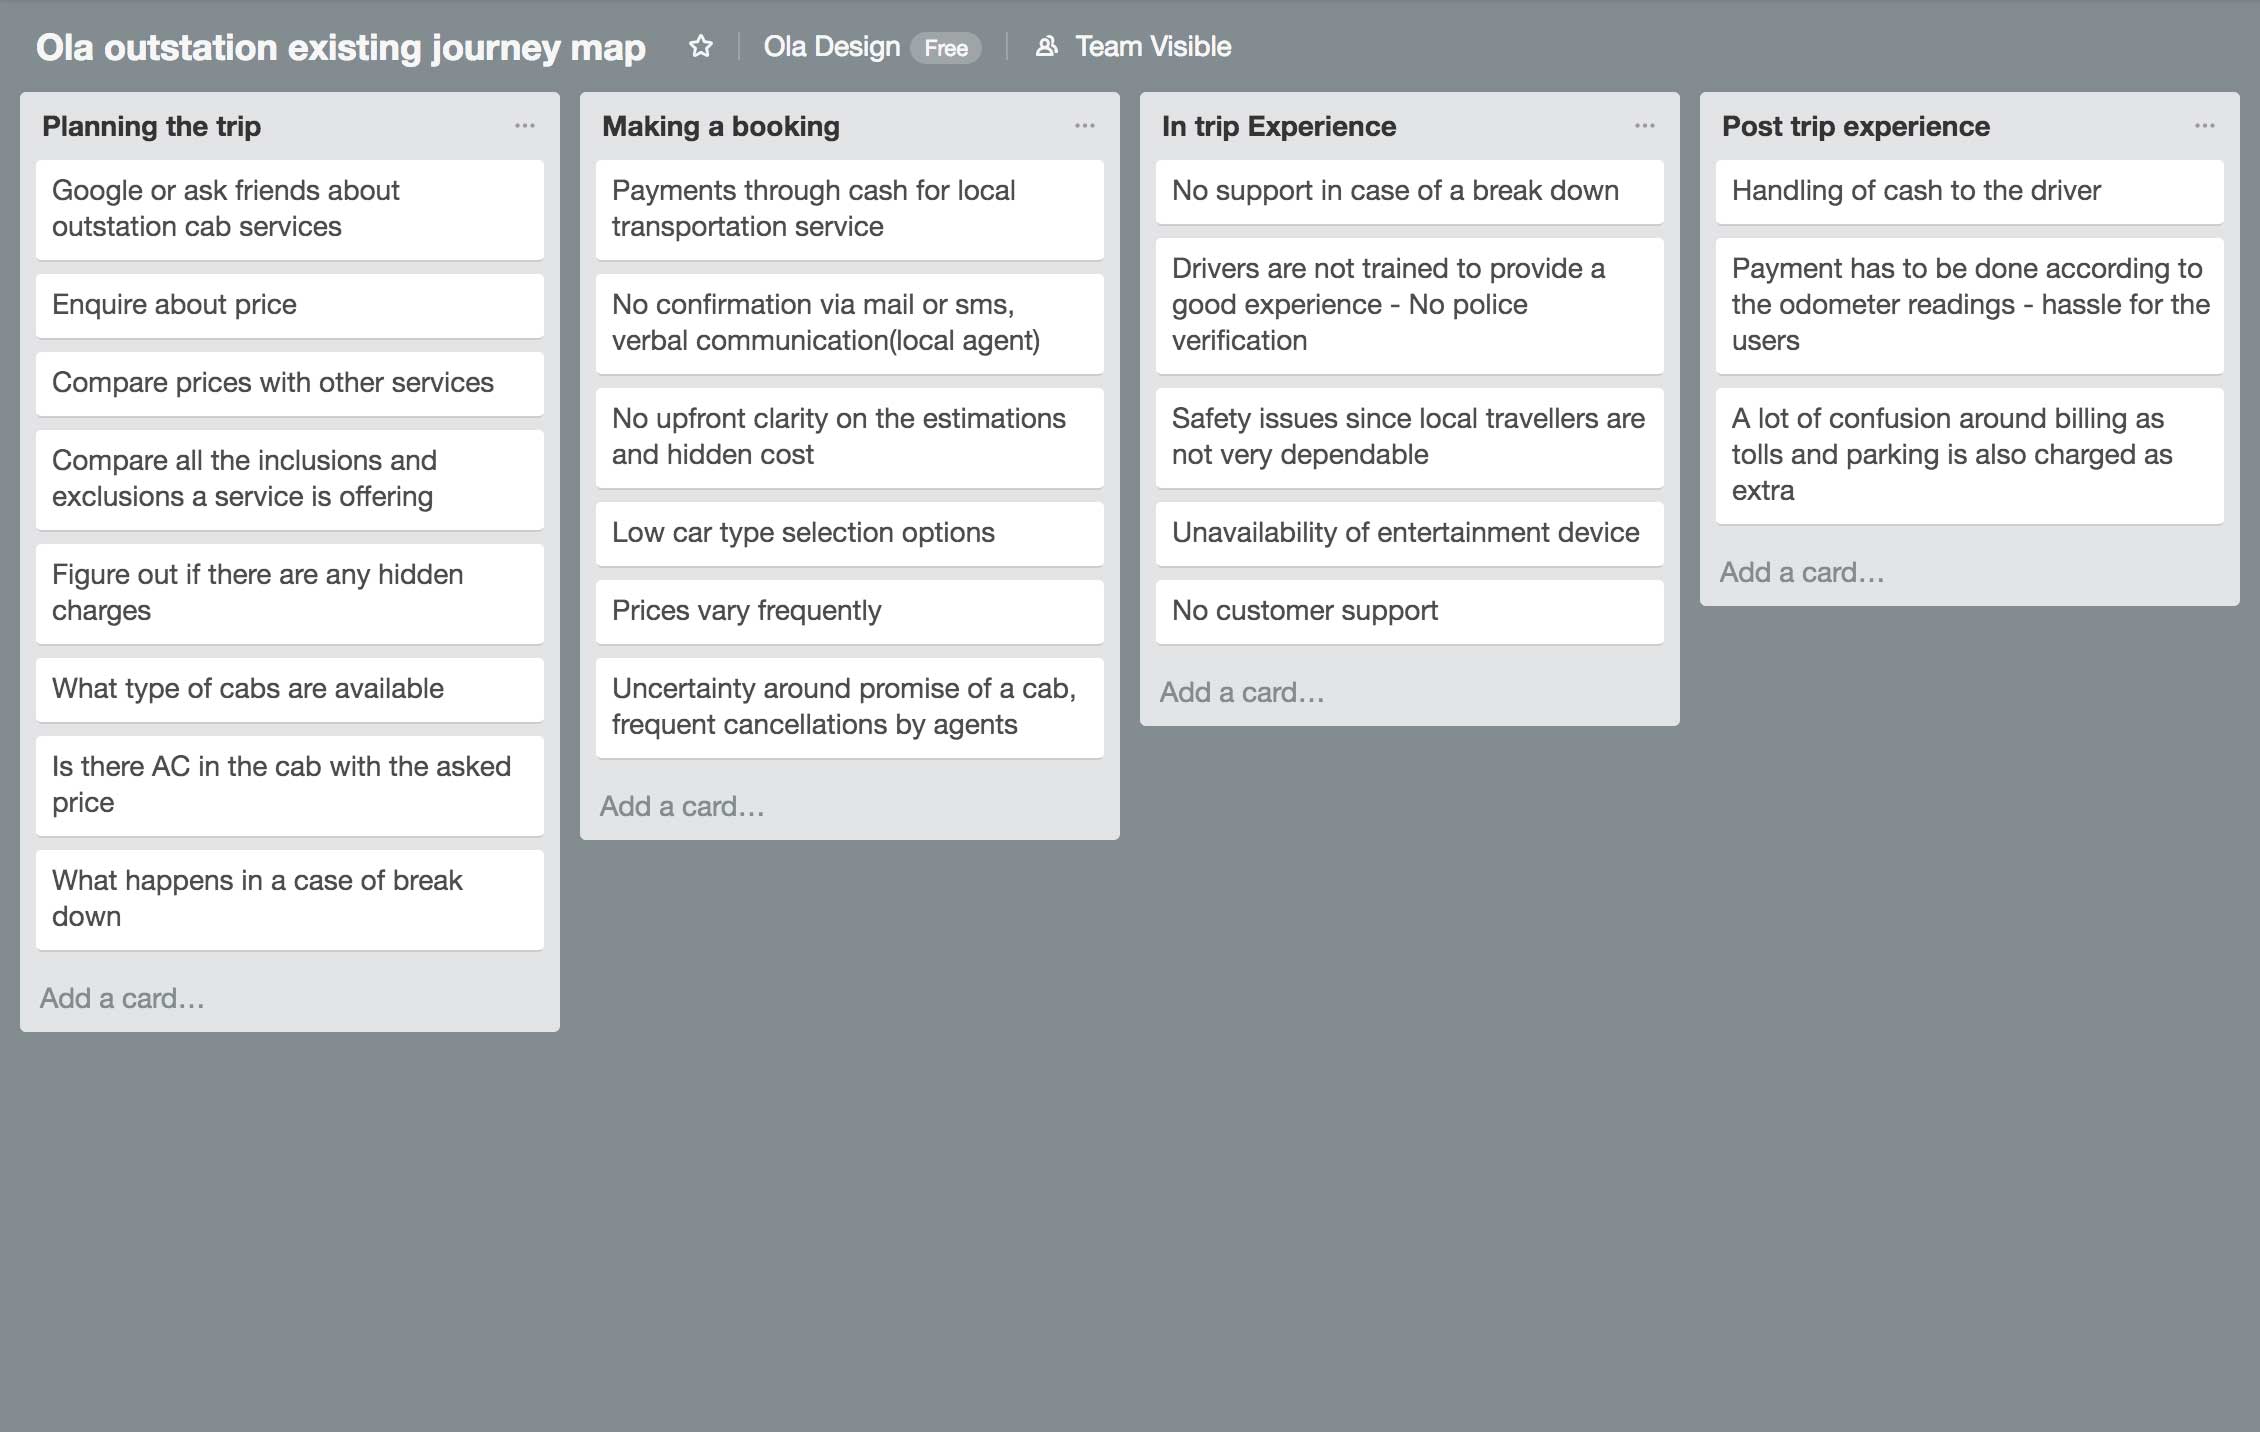 Ola outstation existing journey map
Ola Design Free
Team Visible
Planning the trip
Google or ask friends about
outstation cab services
Enquire about price
Compare prices with other services
Compare all the inclusions and
exclusions a service is offering
Figure out if there are any hidden
charges
What type of cabs are available
Is there AC in the cab with the asked
price
What happens in a case of break
down
Add a card…
Making a booking
Payments through cash for local
transportation service
No confirmation via mail or sms,
verbal communication(local agent)
No upfront clarity on the estimations
and hidden cost
Low car type selection options
Prices vary frequently
Uncertainty around promise of a cab,
frequent cancellations by agents
Add a card…
In trip Experience
No support in case of a break down
Drivers are not trained to provide a
good experience - No police
verification
Safety issues since local travellers are
not very dependable
Unavailability of entertainment device
No customer support
Add a card…
Post trip experience
Handling of cash to the driver
Payment has to be done according to
the odometer readings - hassle for the
users
A lot of confusion around billing as
tolls and parking is also charged as
extra
Add a card…